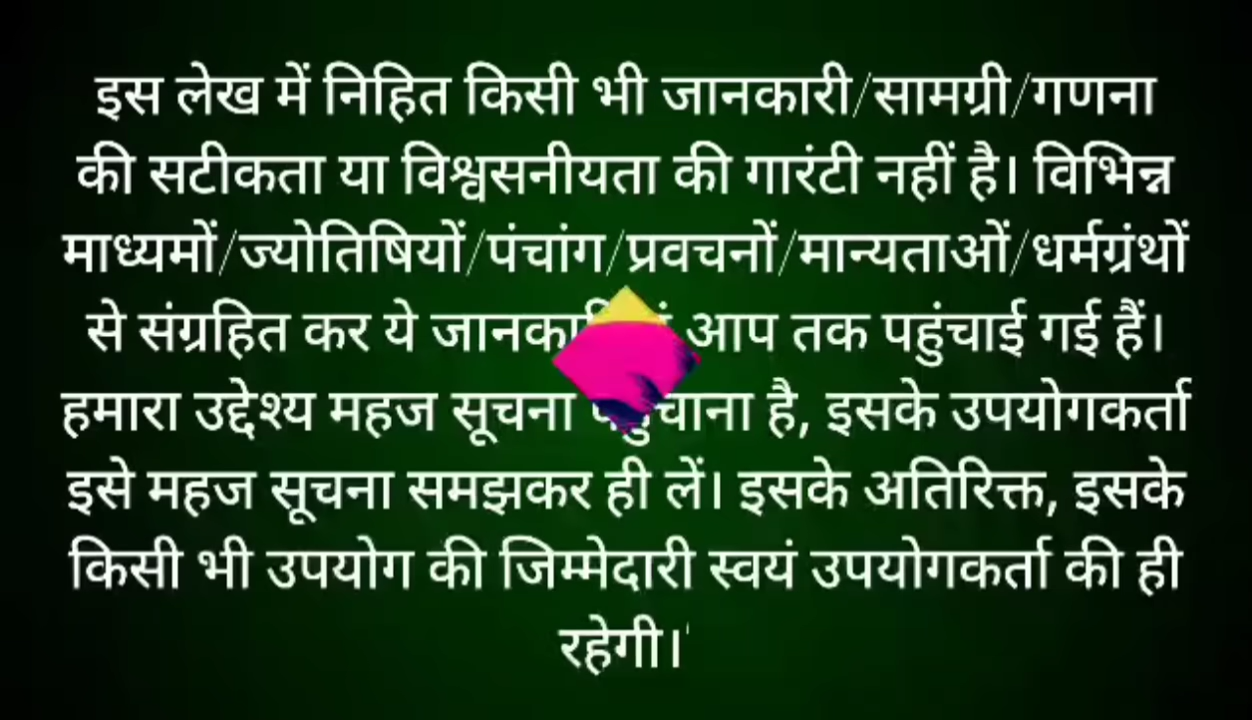 इस लेख में निहित किसी भी जानकारी/सामग्री/गणना
की सटीकता या विश्वसनीयता की गारंटी नहीं है। विभिन्न
माध्यमों/ज्योतिषियों/पंचांग/प्रवचनों/मान्यताओं/धर्मग्रंथों
से संग्रहित कर ये आप तक पहुंचाई गई हैं।
हमारा उद्देश्य महज सूचना है, इसके उपयोगकर्ता
इसे महज सूचना समझकर ही लें। इसके अतिरिक्त, इसके
किसी भी उपयोग की जिम्मेदारी स्वयं उपयोगकर्ता की ही
रहेगी।'